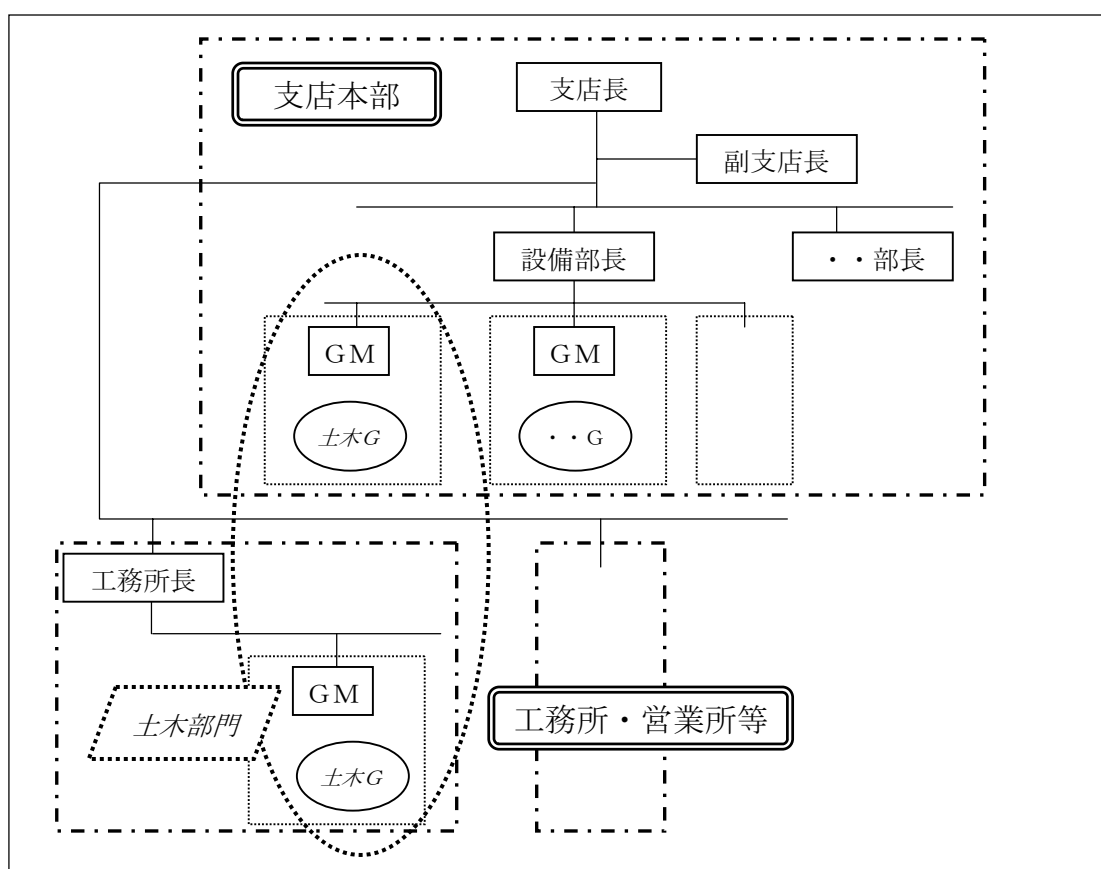 支店本部
支店長
副支店長
設備部長
・・部長
GM
GM
土木G
・・G
工務所長
GM
土木部門
工務所・営業所等
土木G